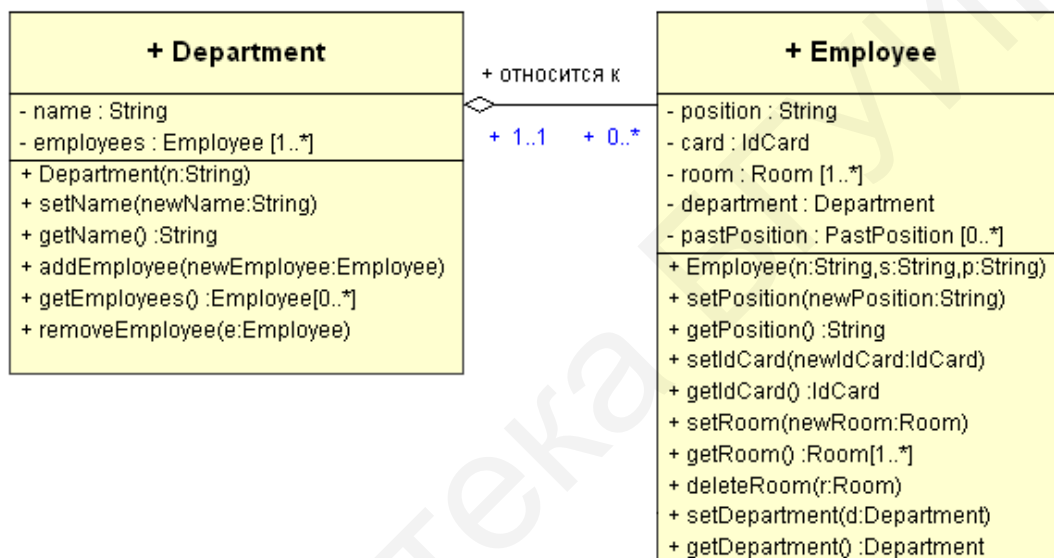 + Department
- name : String
- employees : Employee [1..*]
+ Department(n:String)
+ setName(newName:String)
+ getName() :String
+ addEmployee(newEmployee:Employee)
+ getEmployees() :Employee[0..*]
+ removeEmployee(e:Employee)
+ относится к
+ 1..1 + 0..*
+ Employee
- position : String
- card : IdCard
- room : Room [1..*]
- department : Department
- pastPosition : PastPosition [0..*]
+ Employee(n:String,s:String,p:String)
+ setPosition(newPosition:String)
+ getPosition() :String
+ setIdCard(newIdCard:IdCard)
+ getIdCard() :IdCard
+ setRoom(newRoom:Room)
+ getRoom() :Room[1..*]
+ deleteRoom(r:Room)
+ setDepartment(d:Department)
+ getDepartment() :Department